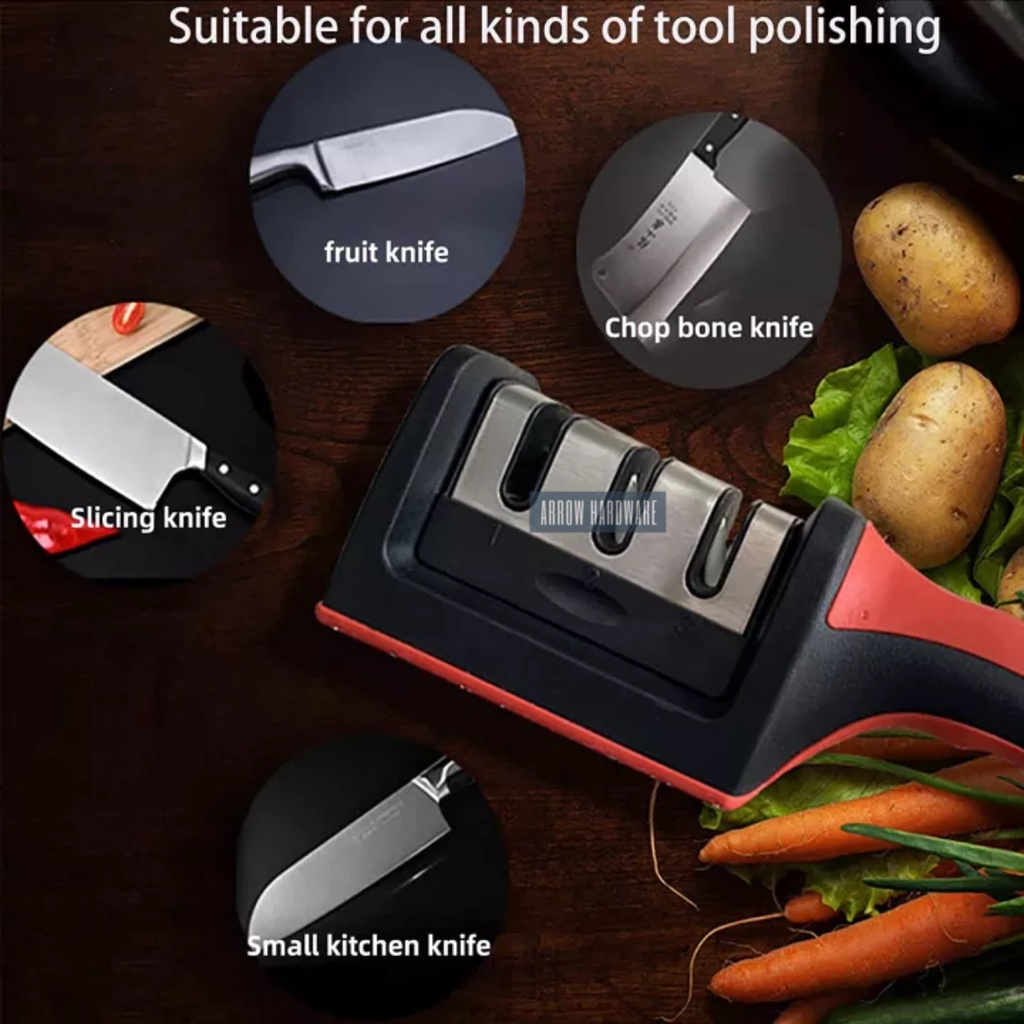 Suitable for all kinds of tool polishing
fruit knife
Chop bone knife
Slicing knife
ARROW HARDWARE
Small kitchen knife